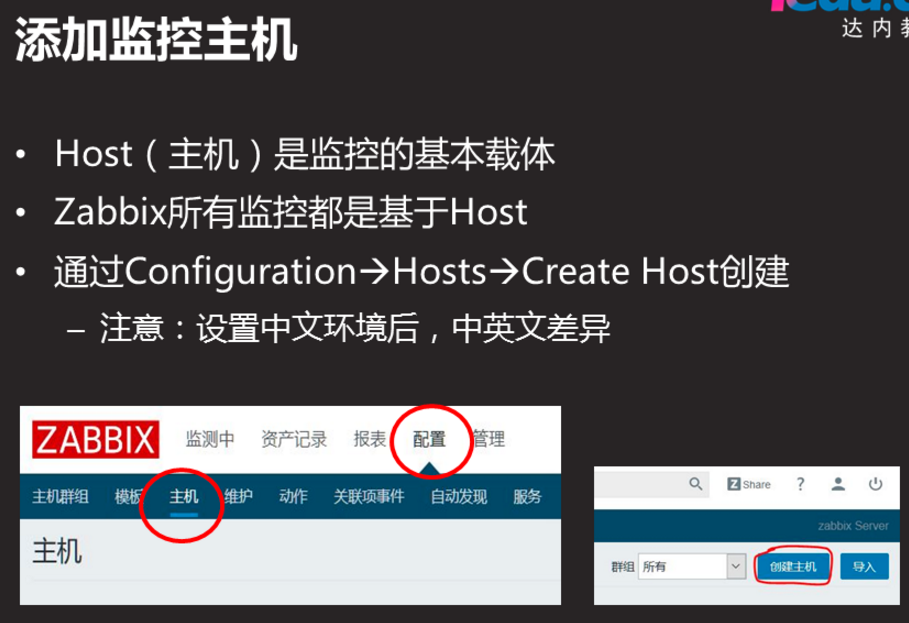 添加监控主机
达内教
• Host（主机）是监控的基本载体
• Zabbix所有监控都是基于Host
• 通过Configuration→Hosts→Create Host创建
– 注意：设置中文环境后，中英文差异
ZABBIX 监测中 资产记录 报表 配置 管理
主机群组 模板 主机 维护 动作 关联项事件 自动发现 服务
主机
Z Share ?
zabbix Server
群组 所有 创建主机 导入